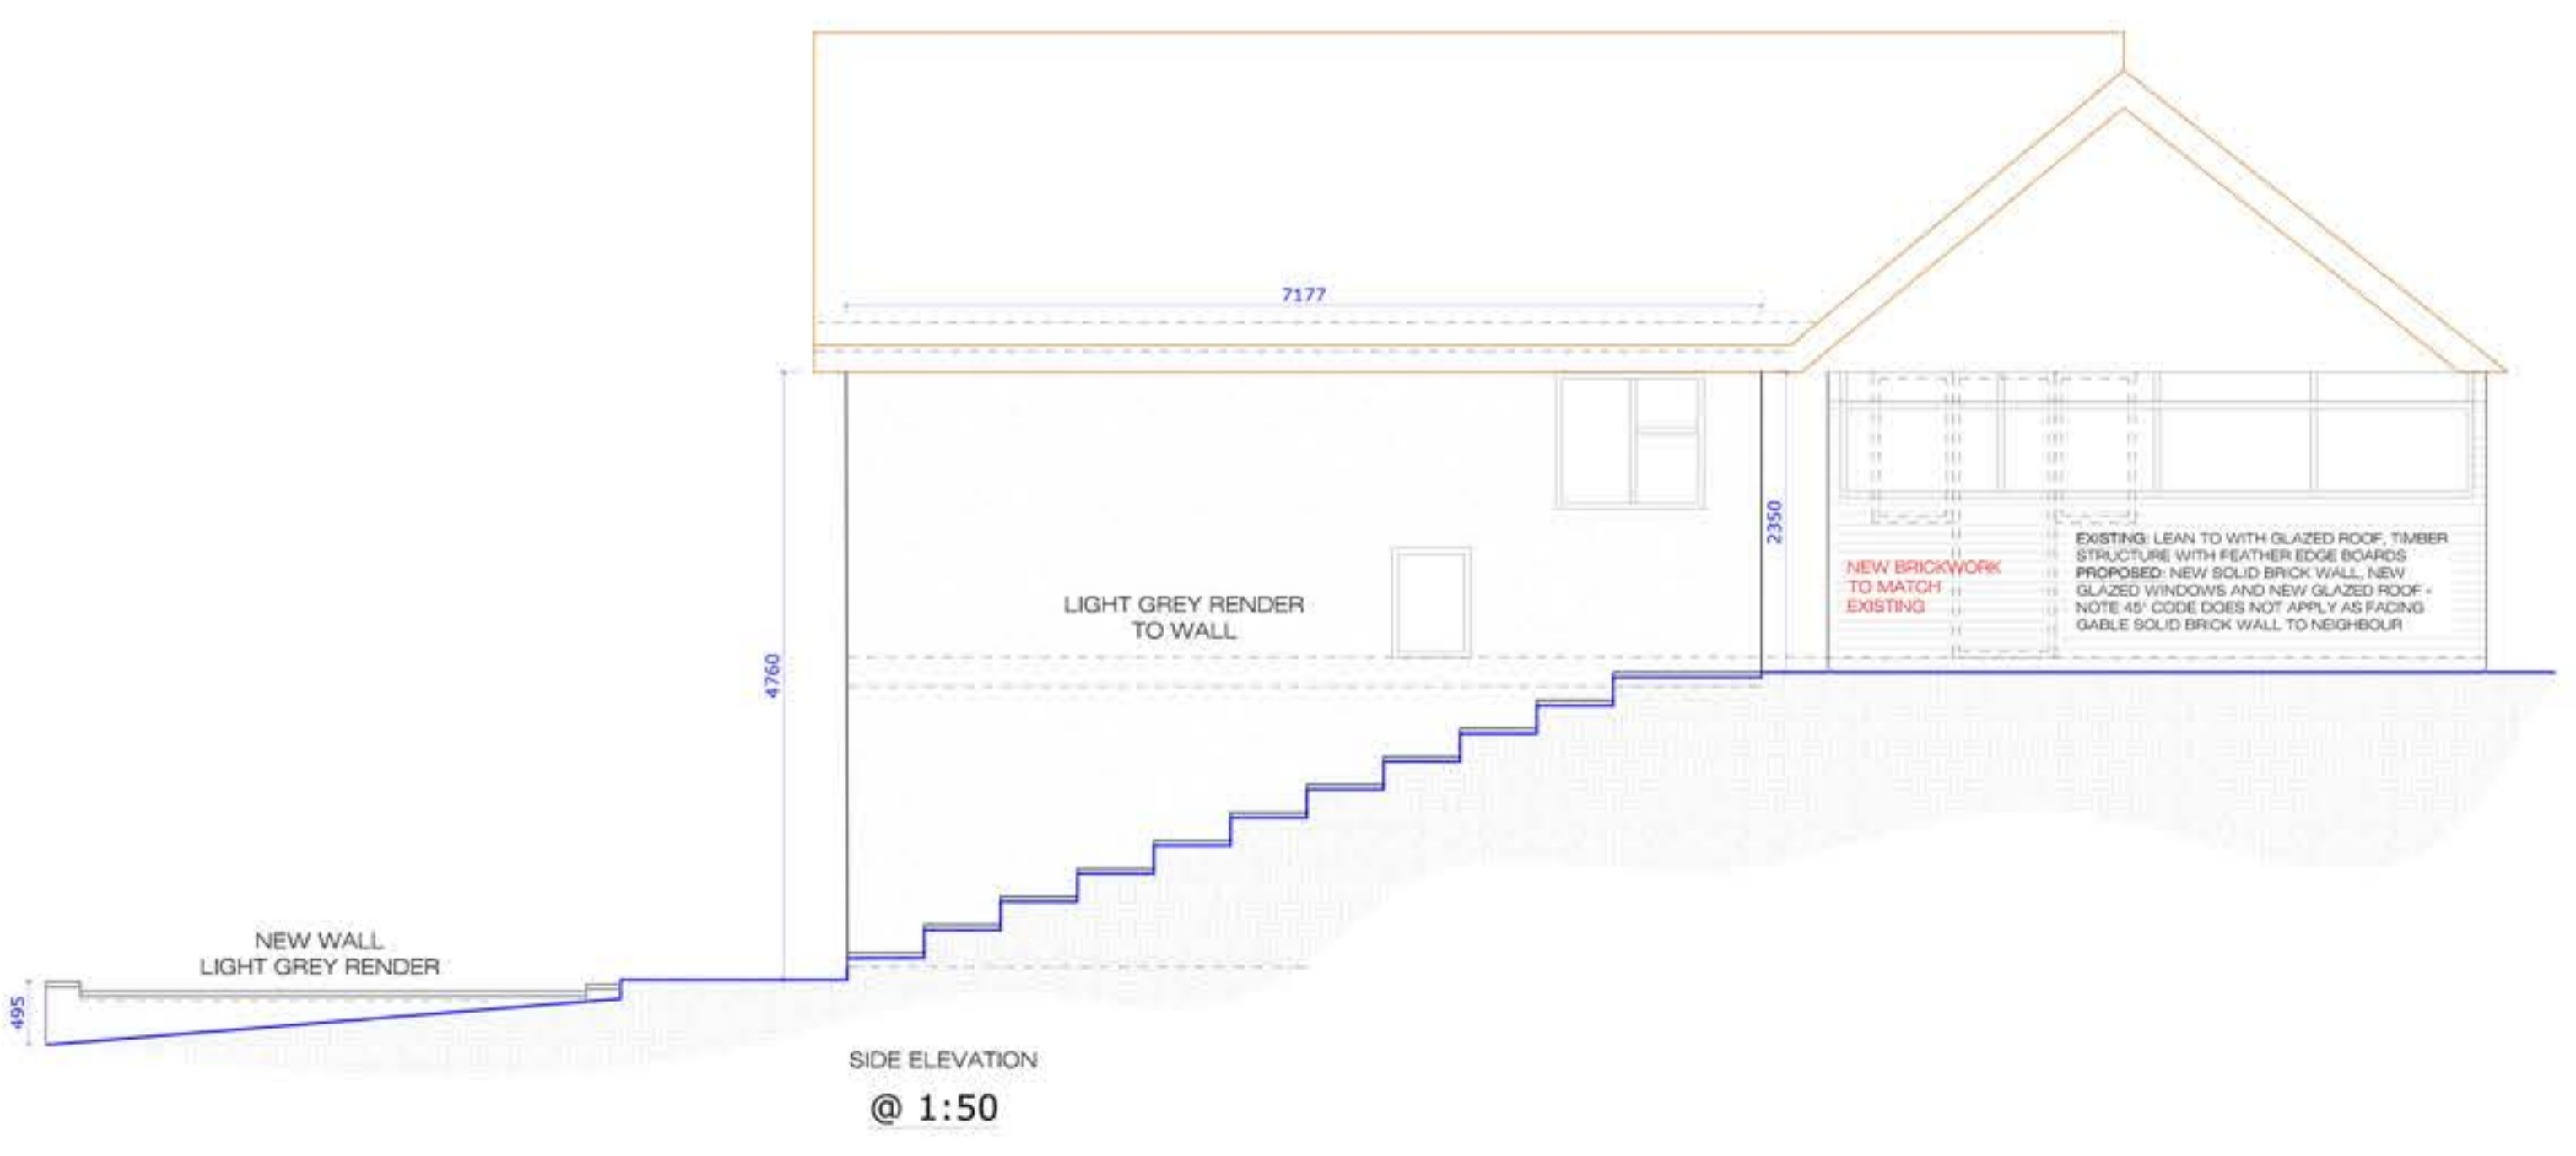 7177
2350
EXISTING: LEAN TO WITH GLAZED ROOF, TIMBER
STRUCTURE WITH FEATHER EDGE BOARDS
PROPOSED: NEW SOLID BRICK WALL, NEW
GLAZED WINDOWS AND NEW GLAZED ROOF -
NOTE 45° CODE DOES NOT APPLY AS FACING
GABLE SOLID BRICK WALL TO NEIGHBOUR
NEW BRICKWORK
TO MATCH
EXISTING
LIGHT GREY RENDER
TO WALL
4760
NEW WALL
LIGHT GREY RENDER
495
SIDE ELEVATION
@ 1:50